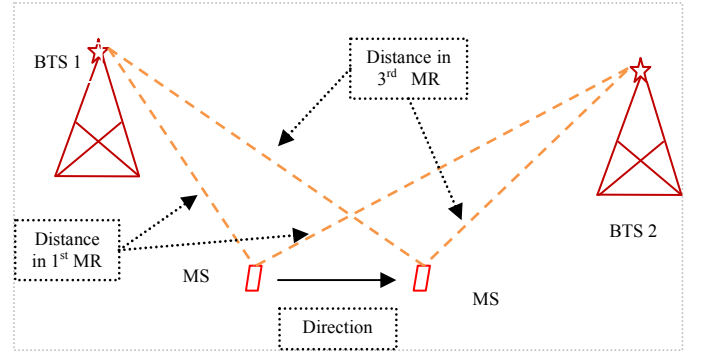 BTS 1
Distance in
3rd MR
Distance
in 1st MR
BTS 2
MS
MS
Direction